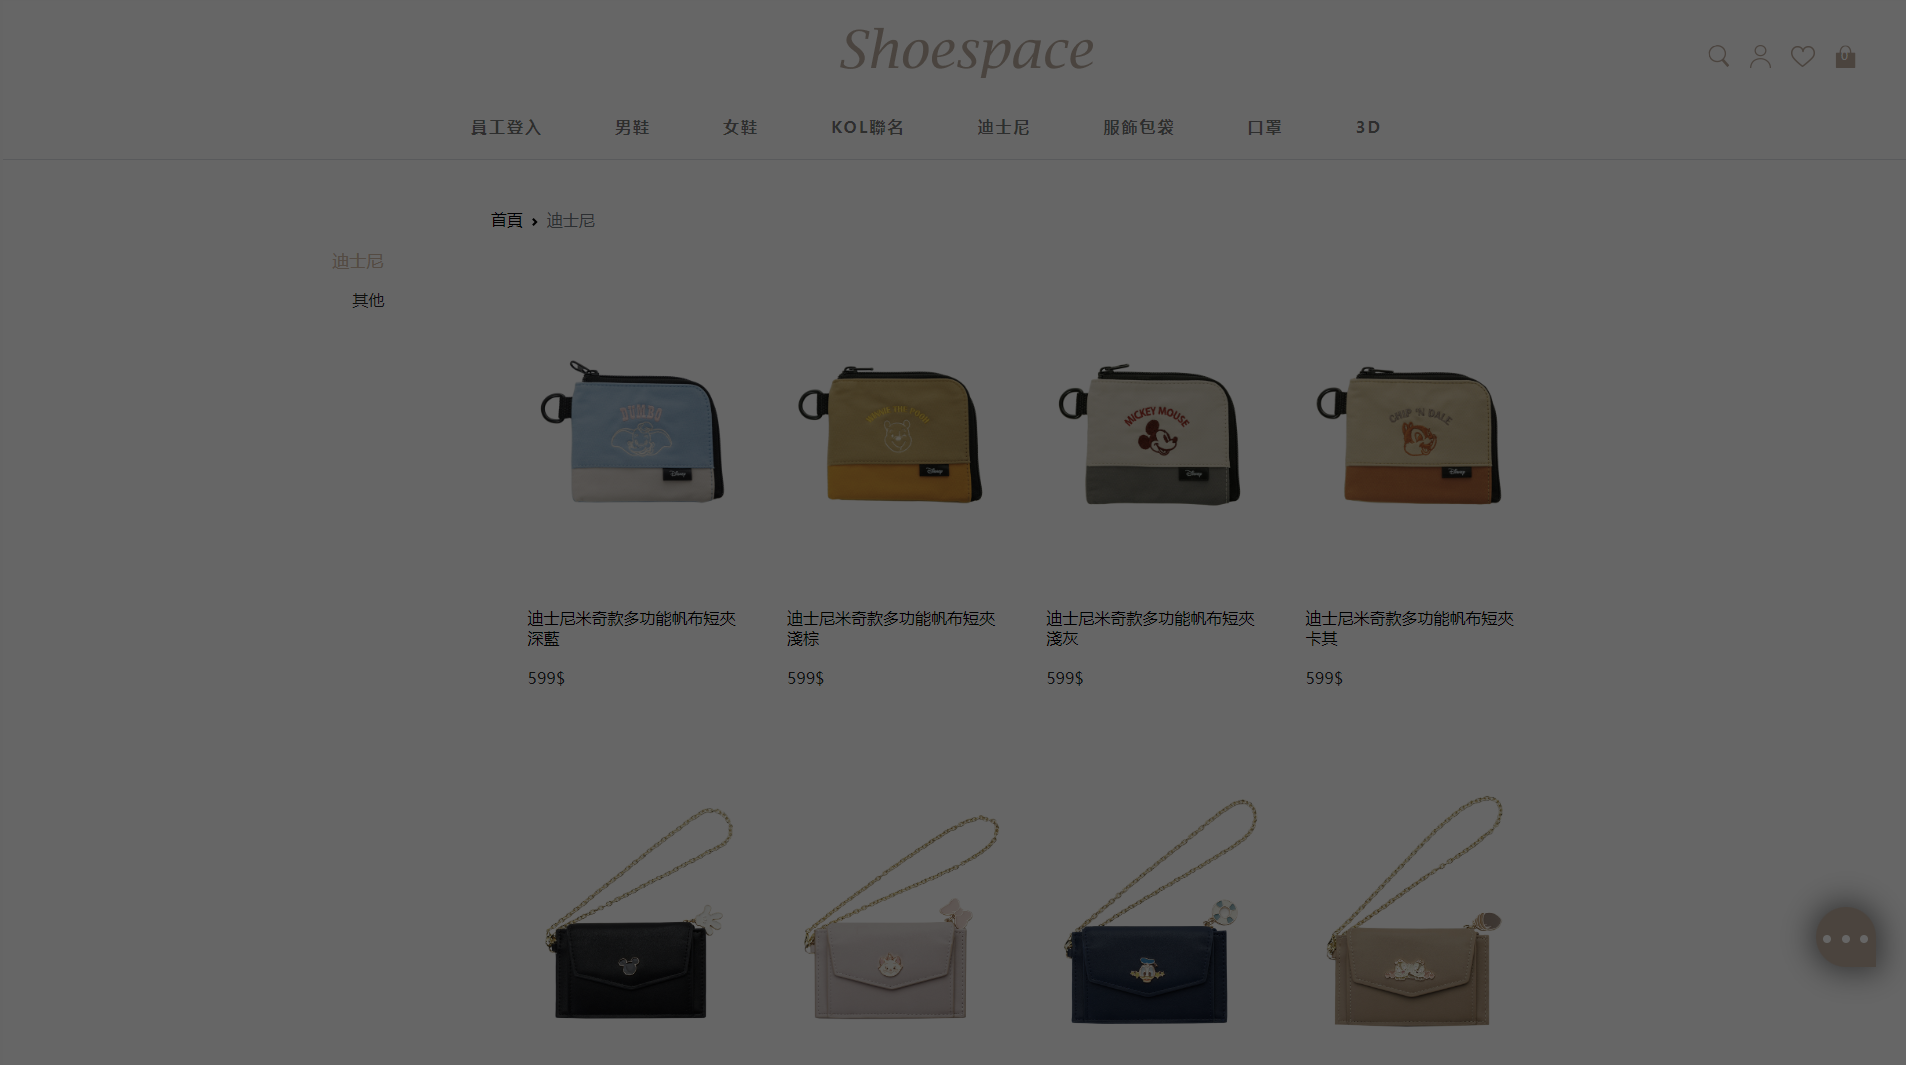 Shoespace
0
員工登入 男鞋 女鞋 KOL聯名 迪士尼 服飾包袋 口罩 3D
首頁 › 迪士尼
迪士尼
其他
DUMBO
WINNIE THE POOH
MICKEY MOUSE
CHIP 'N DALE
Disney
Disney
Disney
Disney
迪士尼米奇款多功能帆布短夾
深藍
599$
迪士尼米奇款多功能帆布短夾
淺棕
599$
迪士尼米奇款多功能帆布短夾
淺灰
599$
迪士尼米奇款多功能帆布短夾
卡其
599$